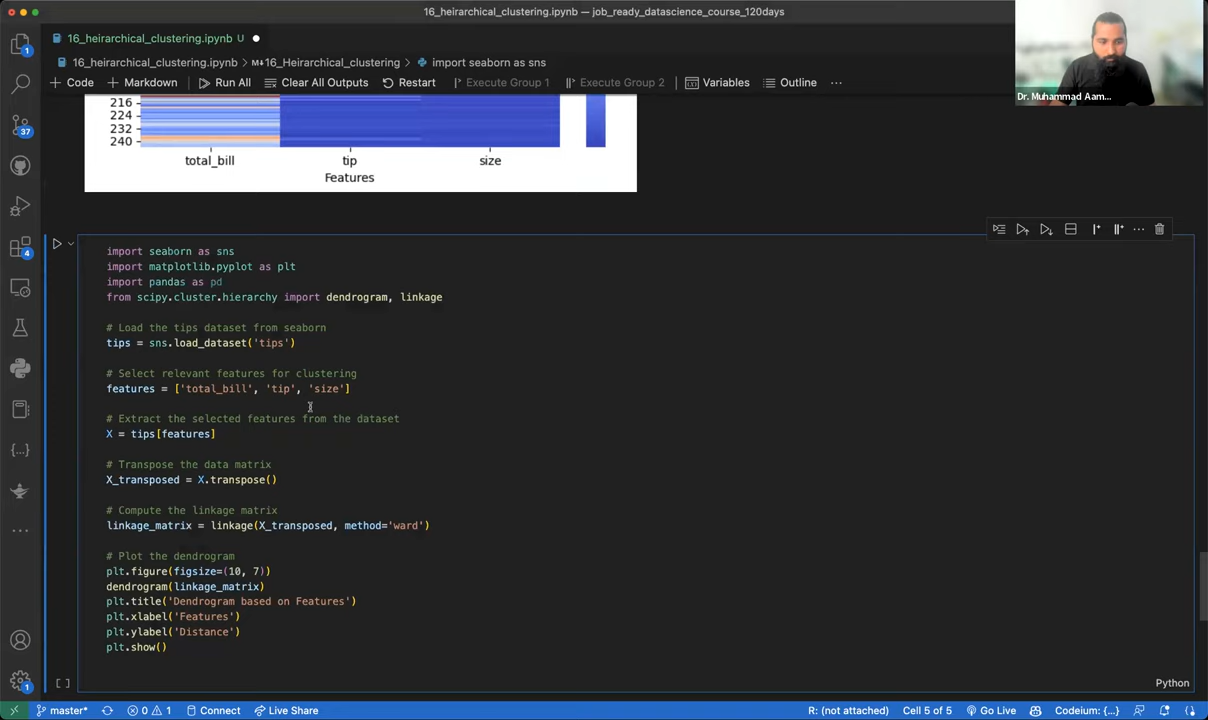 16_heirarchical_clustering.ipynb — job_ready_datascience_course_120days
16_heirarchical_clustering.ipynb U
16_heirarchical_clustering.ipynb > M↓16_Heirarchical_clustering > import seaborn as sns
+ Code + Markdown Run All Clear All Outputs Restart Execute Group 1 Execute Group 2 Variables Outline ...
Dr. Muhammad Aam...
1
37
4
1
216
224
232
240
total_bill tip size
Features
import seaborn as sns
import matplotlib.pyplot as plt
import pandas as pd
from scipy.cluster.hierarchy import dendrogram, linkage
# Load the tips dataset from seaborn
tips = sns.load_dataset('tips')
# Select relevant features for clustering
features = ['total_bill', 'tip', 'size']
# Extract the selected features from the dataset
X = tips[features]
# Transpose the data matrix
X_transposed = X.transpose()
# Compute the linkage matrix
linkage_matrix = linkage(X_transposed, method='ward')
# Plot the dendrogram
plt.figure(figsize=(10, 7))
dendrogram(linkage_matrix)
plt.title('Dendrogram based on Features')
plt.xlabel('Features')
plt.ylabel('Distance')
plt.show()
[ ] Python
master* 0 1 Connect Live Share R: (not attached) Cell 5 of 5 Go Live Codeium: {...}